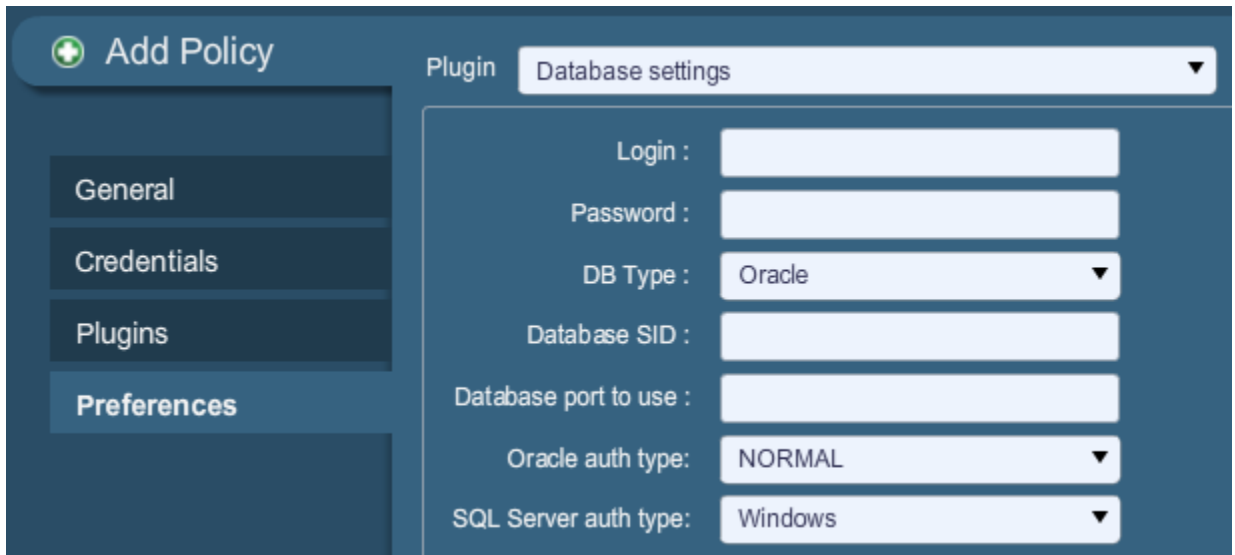 Add Policy
General
Credentials
Plugins
Preferences
Plugin Database settings
Login :
Password :
DB Type : Oracle
Database SID :
Database port to use :
Oracle auth type: NORMAL
SQL Server auth type: Windows